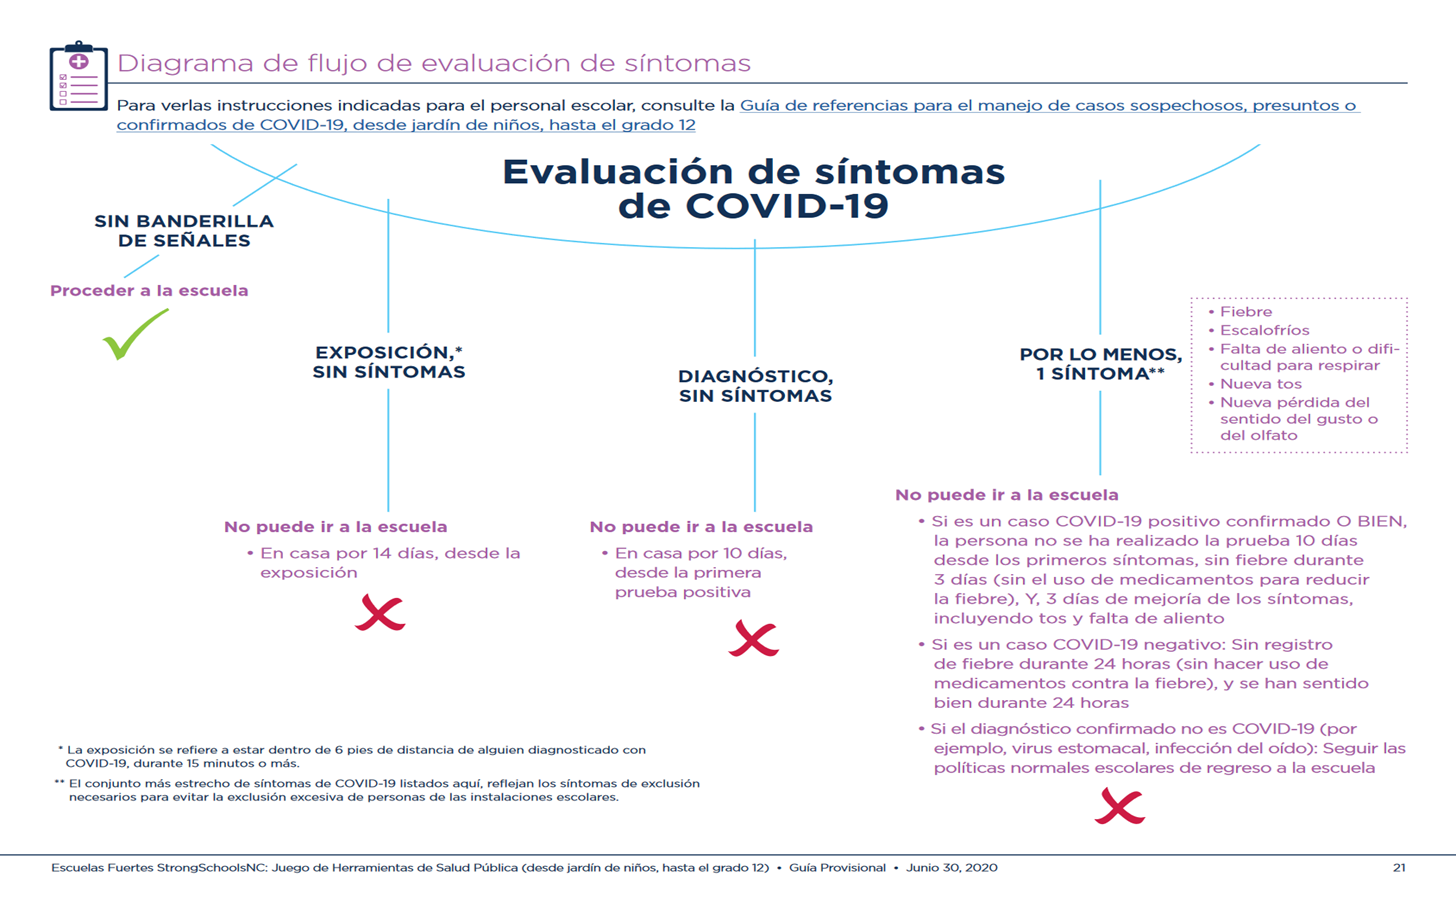 Diagrama de flujo de evaluación de síntomas
Para verlas instrucciones indicadas para el personal escolar, consulte la Guía de referencias para el manejo de casos sospechosos, presuntos o
confirmados de COVID-19, desde jardín de niños, hasta el grado 12
Evaluación de síntomas
de COVID-19
SIN BANDERILLA
DE SEÑALES
Proceder a la escuela
EXPOSICIÓN,*
SIN SÍNTOMAS
No puede ir a la escuela
• En casa por 14 días, desde la
exposición
DIAGNÓSTICO,
SIN SÍNTOMAS
No puede ir a la escuela
• En casa por 10 días,
desde la primera
prueba positiva
POR LO MENOS,
1 SÍNTOMA**
• Fiebre
• Escalofríos
• Falta de aliento o difi-
cultad para respirar
• Nueva tos
• Nueva pérdida del
sentido del gusto o
del olfato
No puede ir a la escuela
• Si es un caso COVID-19 positivo confirmado O BIEN,
la persona no se ha realizado la prueba 10 días
desde los primeros síntomas, sin fiebre durante
3 días (sin el uso de medicamentos para reducir
la fiebre), Y, 3 días de mejoría de los síntomas,
incluyendo tos y falta de aliento
• Si es un caso COVID-19 negativo: Sin registro
de fiebre durante 24 horas (sin hacer uso de
medicamentos contra la fiebre), y se han sentido
bien durante 24 horas
• Si el diagnóstico confirmado no es COVID-19 (por
ejemplo, virus estomacal, infección del oído): Seguir las
políticas normales escolares de regreso a la escuela
* La exposición se refiere a estar dentro de 6 pies de distancia de alguien diagnosticado con
COVID-19, durante 15 minutos o más.
** El conjunto más estrecho de síntomas de COVID-19 listados aquí, reflejan los síntomas de exclusión
necesarios para evitar la exclusión excesiva de personas de las instalaciones escolares.
Escuelas Fuertes StrongSchoolsNC: Juego de Herramientas de Salud Pública (desde jardín de niños, hasta el grado 12) • Guía Provisional • Junio 30, 2020
21